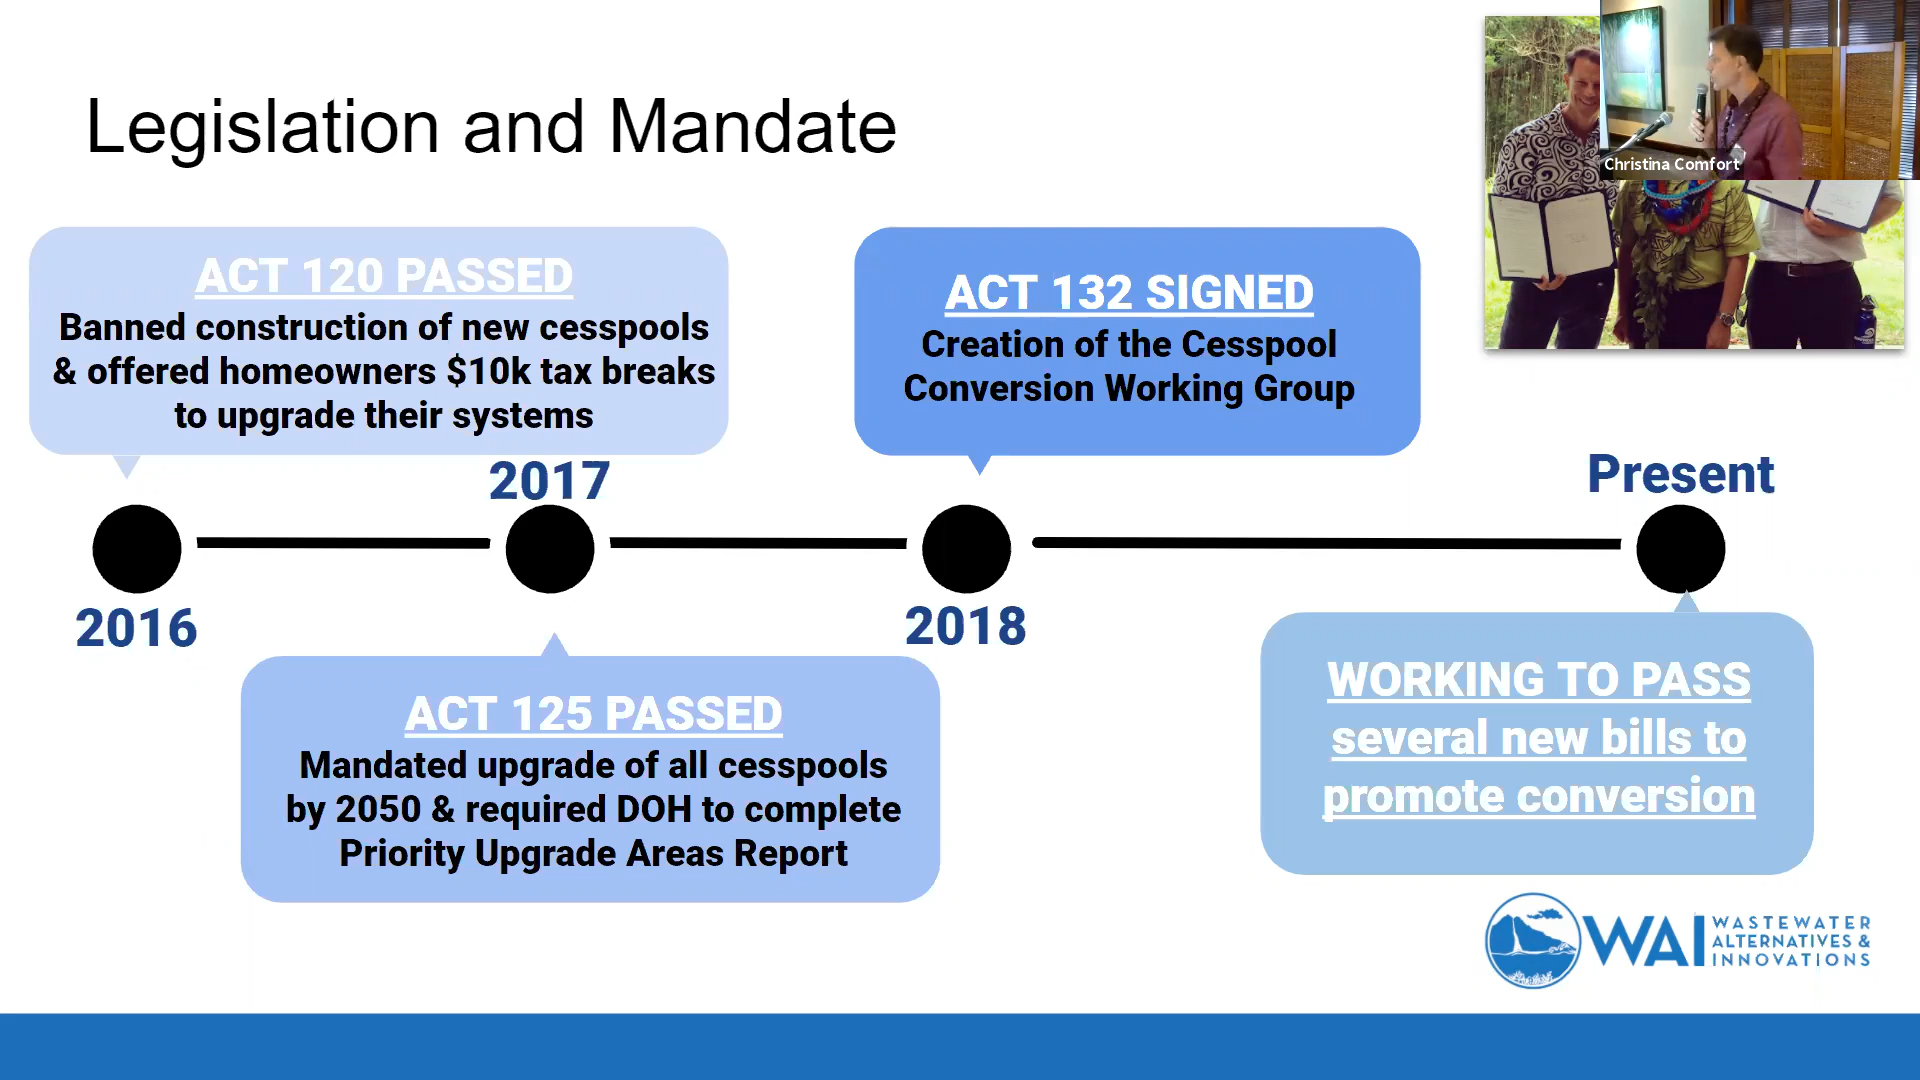 Legislation and Mandate
Christina Comfort
ACT 120 PASSED
Banned construction of new cesspools
& offered homeowners $10k tax breaks
to upgrade their systems
ACT 132 SIGNED
Creation of the Cesspool
Conversion Working Group
2017
Present
2016
2018
ACT 125 PASSED
Mandated upgrade of all cesspools
by 2050 & required DOH to complete
Priority Upgrade Areas Report
WORKING TO PASS
several new bills to
promote conversion
WAI
WASTEWATER
ALTERNATIVES &
INNOVATIONS